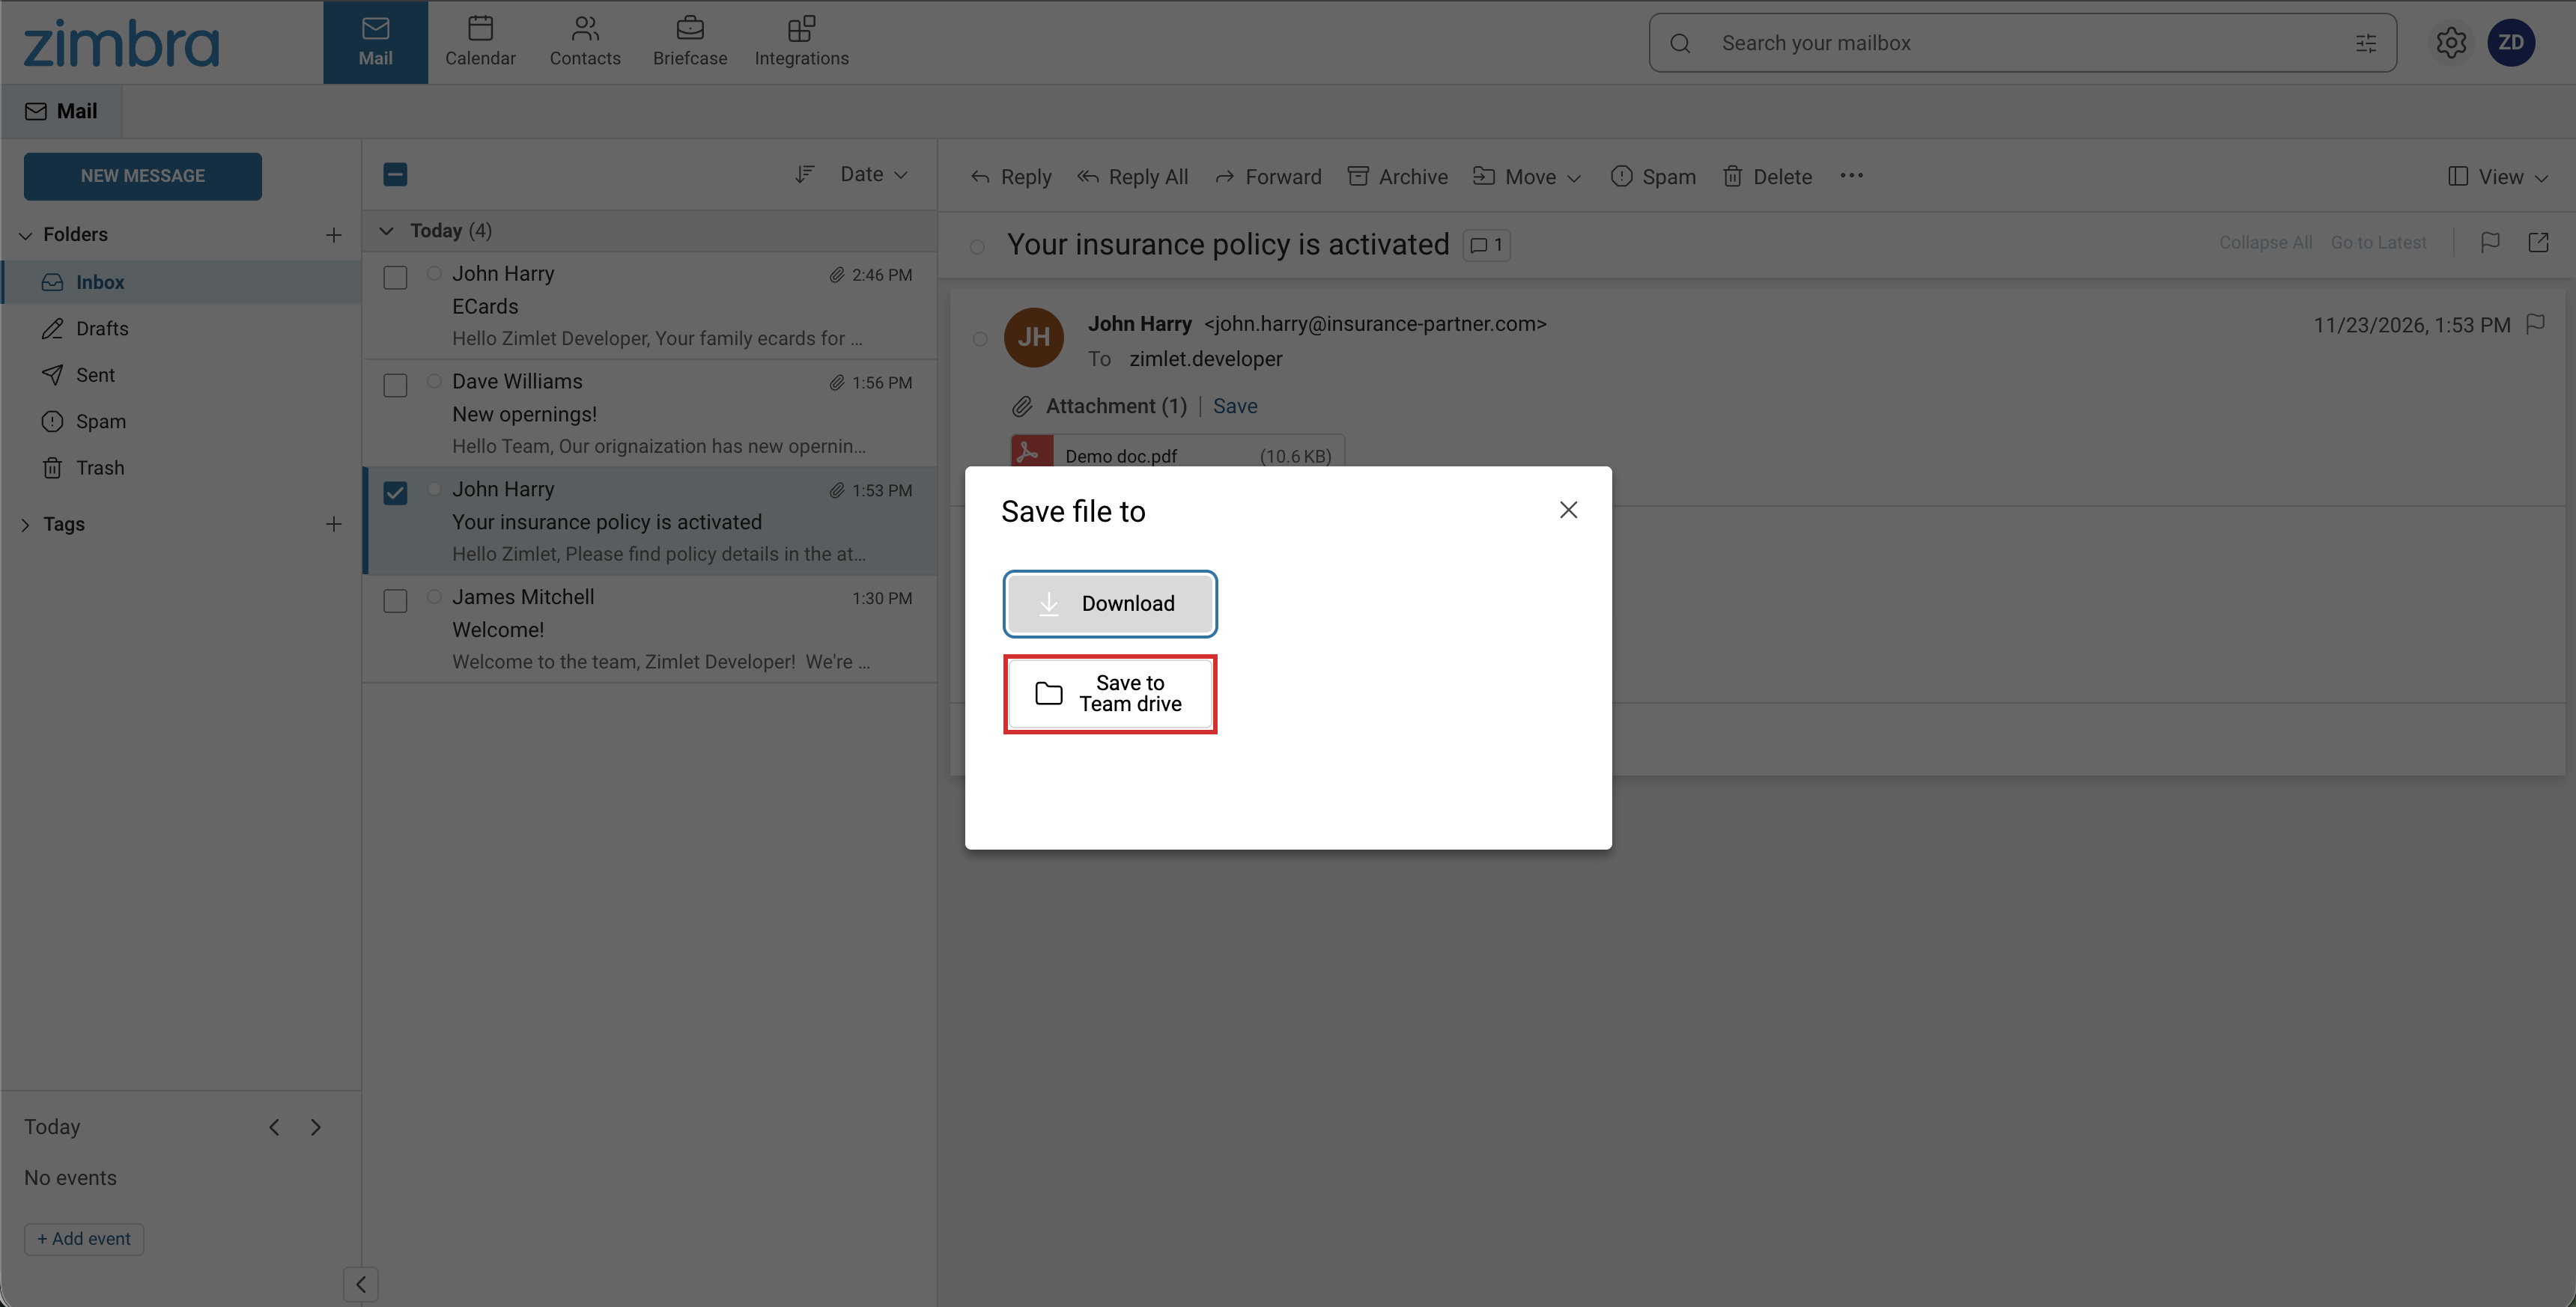 zimbra
Mail
Calendar
Contacts
Briefcase
Integrations
Search your mailbox
ZD
Mail
NEW MESSAGE
Folders
Inbox
Drafts
Sent
Spam
Trash
Tags
Today
No events
+ Add event
Date
Today (4)
John Harry 2:46 PM
ECards
Hello Zimlet Developer, Your family ecards for ...
Dave Williams 1:56 PM
New opernings!
Hello Team, Our orignaization has new opernin...
John Harry 1:53 PM
Your insurance policy is activated
Hello Zimlet, Please find policy details in the at...
James Mitchell 1:30 PM
Welcome!
Welcome to the team, Zimlet Developer! We're ...
Reply Reply All Forward Archive Move Spam Delete ••• View
Your insurance policy is activated 1 Collapse All Go to Latest
JH
John Harry <john.harry@insurance-partner.com> 11/23/2026, 1:53 PM
To zimlet.developer
Attachment (1) | Save
Demo doc.pdf (10.6 KB)
Save file to
Download
Save to
Team drive